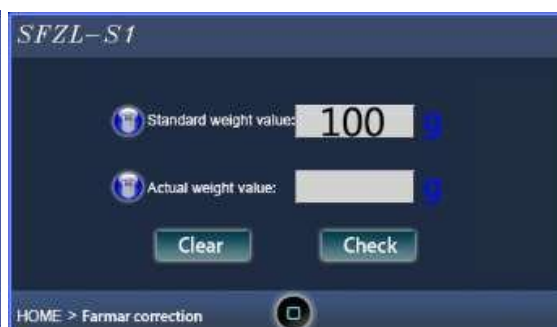 SFZL-S1
Standard weight value: 100 g
Actual weight value: g
Clear Check
HOME > Farmar correction